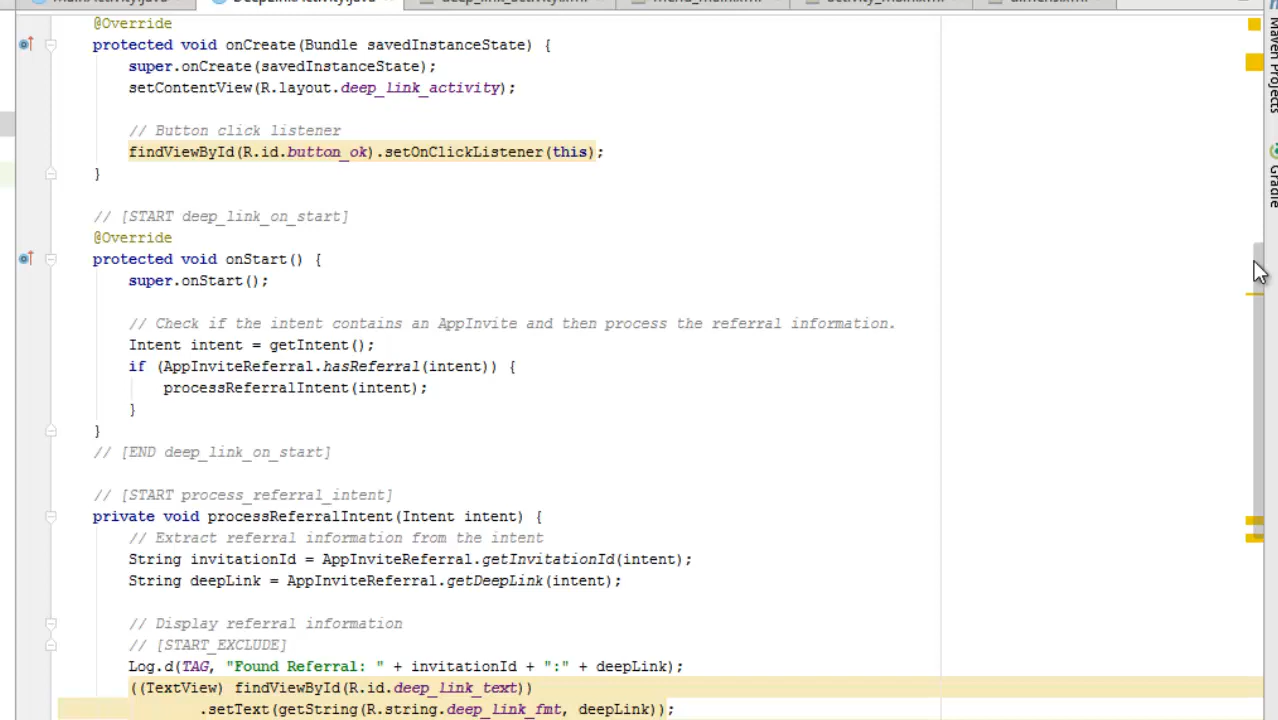 @Override
protected void onCreate(Bundle savedInstanceState) {
super.onCreate(savedInstanceState);
setContentView(R.layout.deep_link_activity);
// Button click listener
findViewById(R.id.button_ok).setOnClickListener(this);
}
// [START deep_link_on_start]
@Override
protected void onStart() {
super.onStart();
// Check if the intent contains an AppInvite and then process the referral information.
Intent intent = getIntent();
if (AppInviteReferral.hasReferral(intent)) {
processReferralIntent(intent);
}
}
// [END deep_link_on_start]
// [START process_referral_intent]
private void processReferralIntent(Intent intent) {
// Extract referral information from the intent
String invitationId = AppInviteReferral.getInvitationId(intent);
String deepLink = AppInviteReferral.getDeepLink(intent);
// Display referral information
// [START_EXCLUDE]
Log.d(TAG, "Found Referral: " + invitationId + ":" + deepLink);
((TextView) findViewById(R.id.deep_link_text))
.setText(getString(R.string.deep_link_fmt, deepLink));
Maven Projects
Gradle